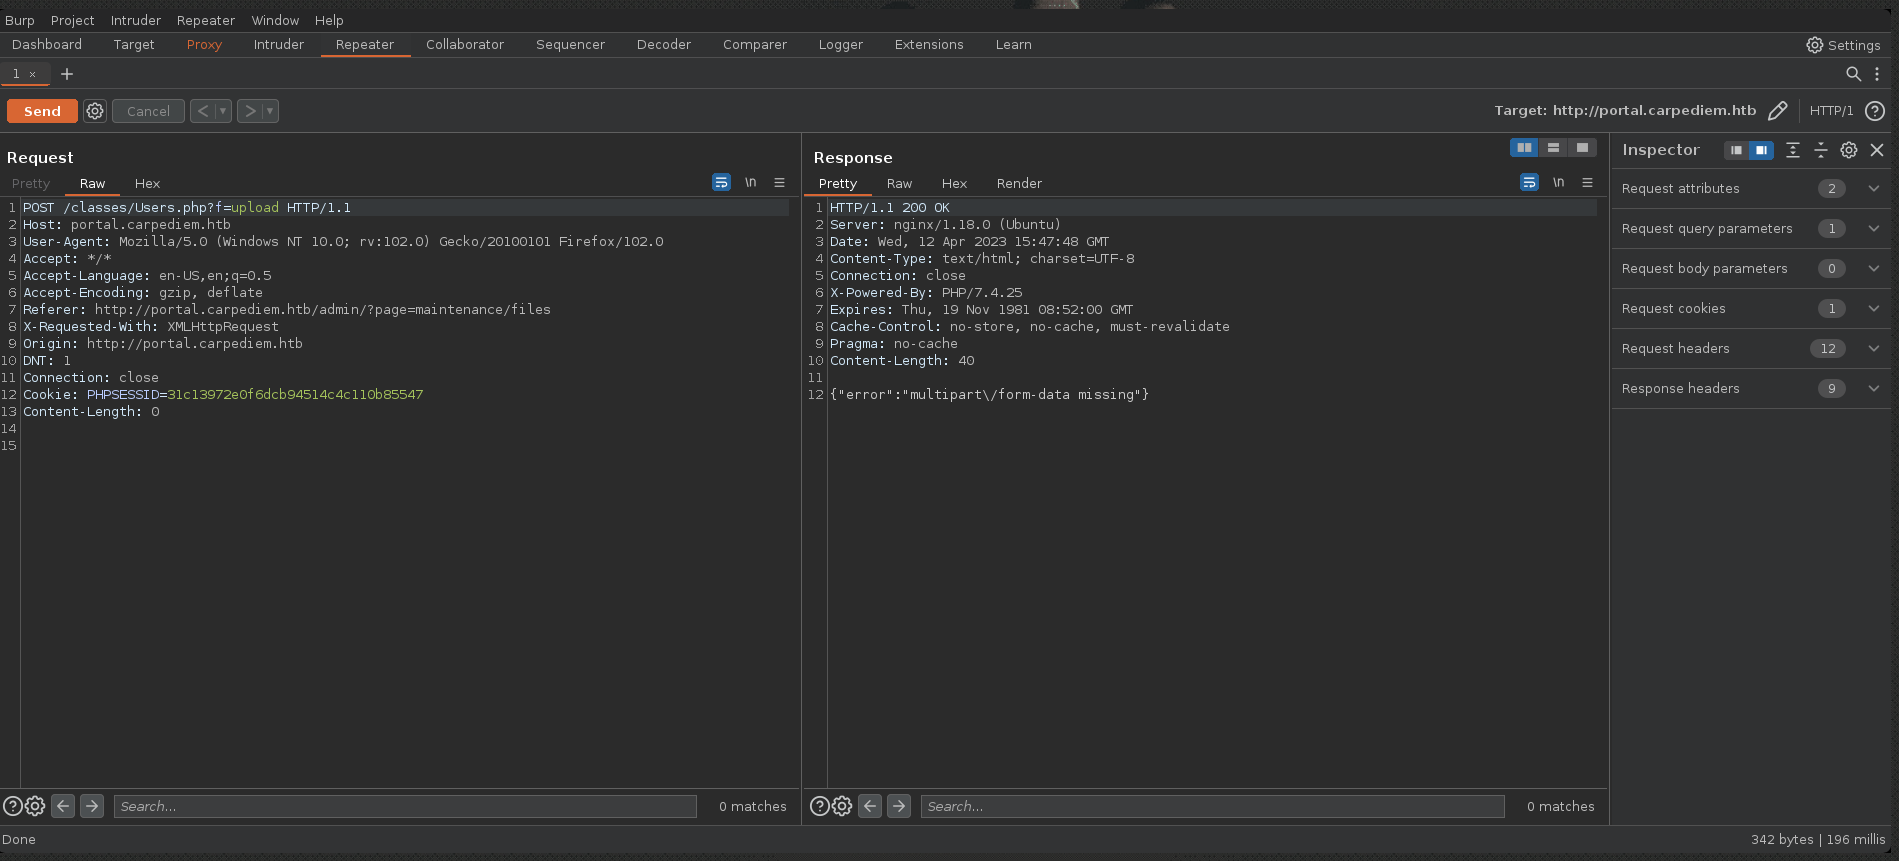 Burp Project Intruder Repeater Window Help
Dashboard Target Proxy Intruder Repeater Collaborator Sequencer Decoder Comparer Logger Extensions Learn Settings
1 × +
Send Cancel < > Target: http://portal.carpediem.htb HTTP/1 ?
Request
Pretty Raw Hex \n
1 POST /classes/Users.php?f=upload HTTP/1.1
2 Host: portal.carpediem.htb
3 User-Agent: Mozilla/5.0 (Windows NT 10.0; rv:102.0) Gecko/20100101 Firefox/102.0
4 Accept: */*
5 Accept-Language: en-US,en;q=0.5
6 Accept-Encoding: gzip, deflate
7 Referer: http://portal.carpediem.htb/admin/?page=maintenance/files
8 X-Requested-With: XMLHttpRequest
9 Origin: http://portal.carpediem.htb
10 DNT: 1
11 Connection: close
12 Cookie: PHPSESSID=31c13972e0f6dcb94514c4c110b85547
13 Content-Length: 0
14
15
? Search... 0 matches
Response
Pretty Raw Hex Render \n
1 HTTP/1.1 200 OK
2 Server: nginx/1.18.0 (Ubuntu)
3 Date: Wed, 12 Apr 2023 15:47:48 GMT
4 Content-Type: text/html; charset=UTF-8
5 Connection: close
6 X-Powered-By: PHP/7.4.25
7 Expires: Thu, 19 Nov 1981 08:52:00 GMT
8 Cache-Control: no-store, no-cache, must-revalidate
9 Pragma: no-cache
10 Content-Length: 40
11
12 {"error":"multipart\/form-data missing"}
? Search... 0 matches
Inspector
Request attributes 2
Request query parameters 1
Request body parameters 0
Request cookies 1
Request headers 12
Response headers 9
Done 342 bytes | 196 millis